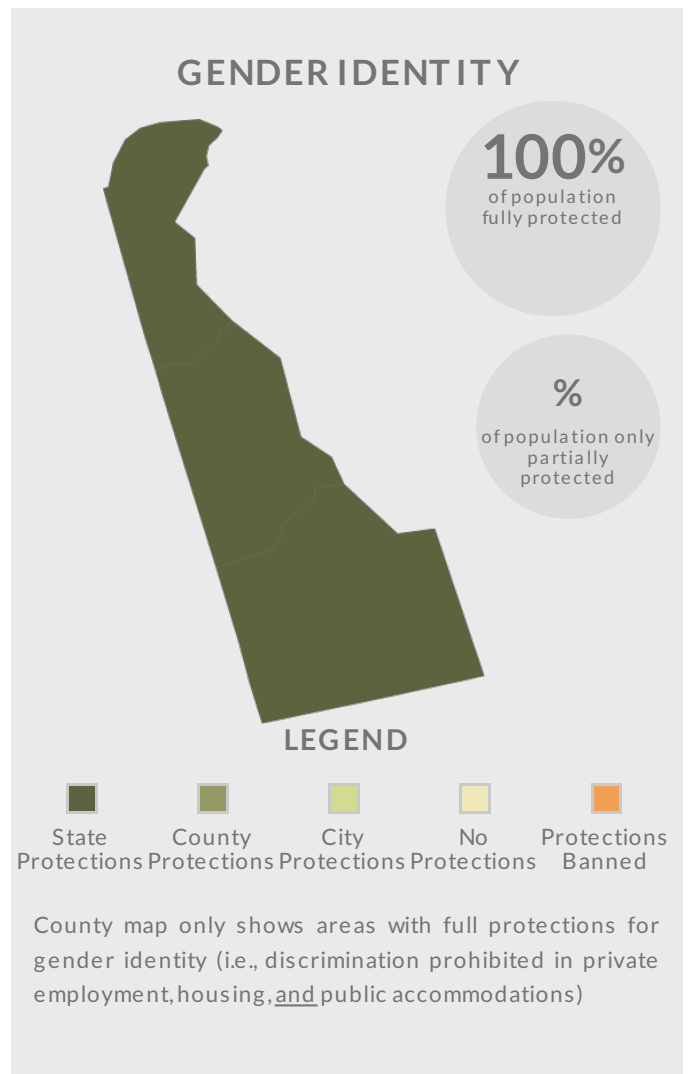 GENDER IDENTITY
100%
of population
fully protected
%
of population only
partially
protected
LEGEND
State
Protections
County
Protections
City
Protections
No
Protections
Protections
Banned
County map only shows areas with full protections for
gender identity (i.e., discrimination prohibited in private
employment, housing, and public accommodations)